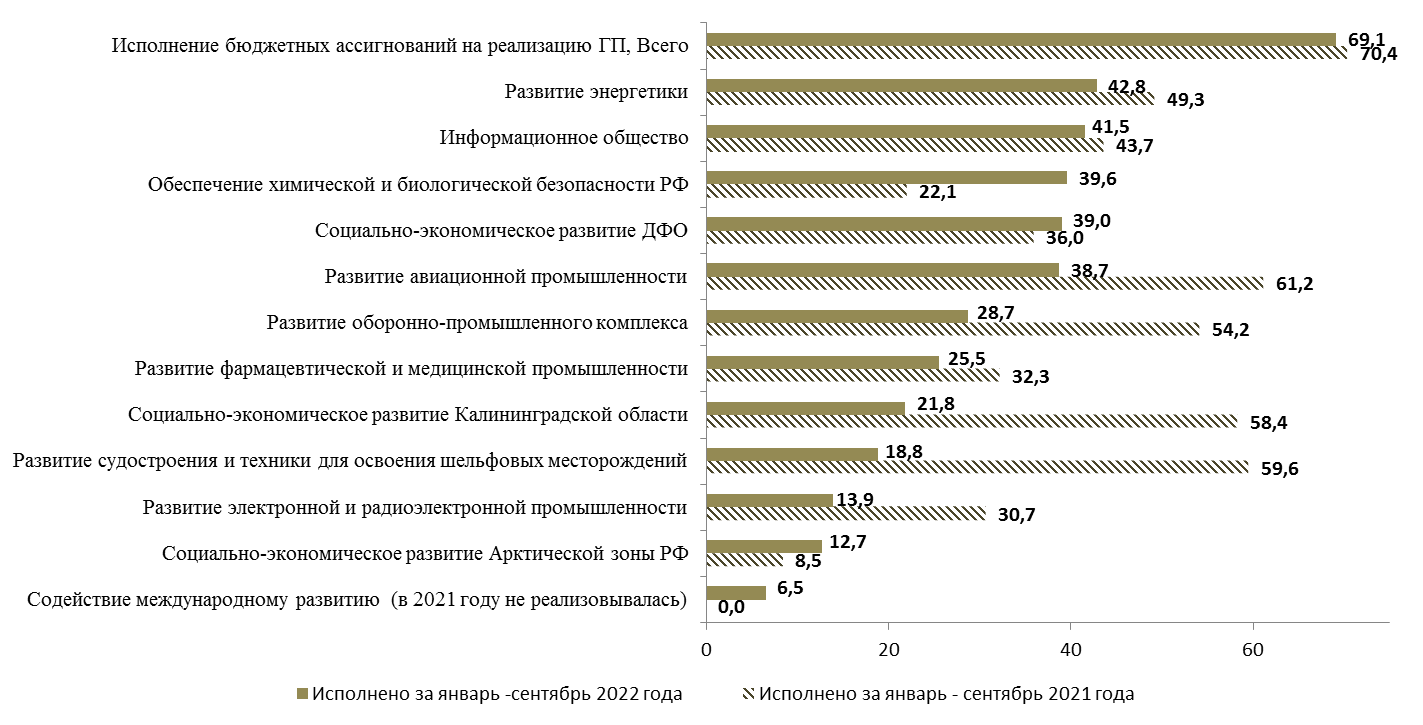 Исполнение бюджетных ассигнований на реализацию ГП, Всего
69,1
70,4
Развитие энергетики
42,8
49,3
Информационное общество
41,5
43,7
Обеспечение химической и биологической безопасности РФ
39,6
22,1
Социально-экономическое развитие ДФО
39,0
36,0
Развитие авиационной промышленности
38,7
61,2
Развитие оборонно-промышленного комплекса
28,7
54,2
Развитие фармацевтической и медицинской промышленности
25,5
32,3
Социально-экономическое развитие Калининградской области
21,8
58,4
Развитие судостроения и техники для освоения шельфовых месторождений
18,8
59,6
Развитие электронной и радиоэлектронной промышленности
13,9
30,7
Социально-экономическое развитие Арктической зоны РФ
12,7
8,5
Содействие международному развитию (в 2021 году не реализовывалась)
6,5
0,0
0 20 40 60
Исполнено за январь -сентябрь 2022 года Исполнено за январь - сентябрь 2021 года